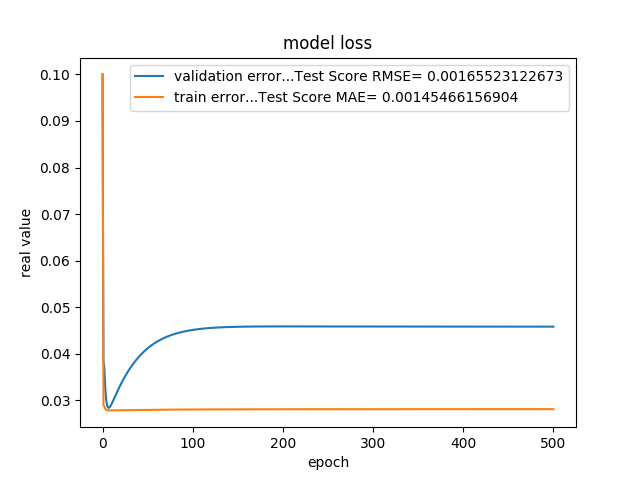 model loss
validation error...Test Score RMSE= 0.00165523122673
train error...Test Score MAE= 0.00145466156904
real value
0.10
0.09
0.08
0.07
0.06
0.05
0.04
0.03
0 100 200 300 400 500
epoch